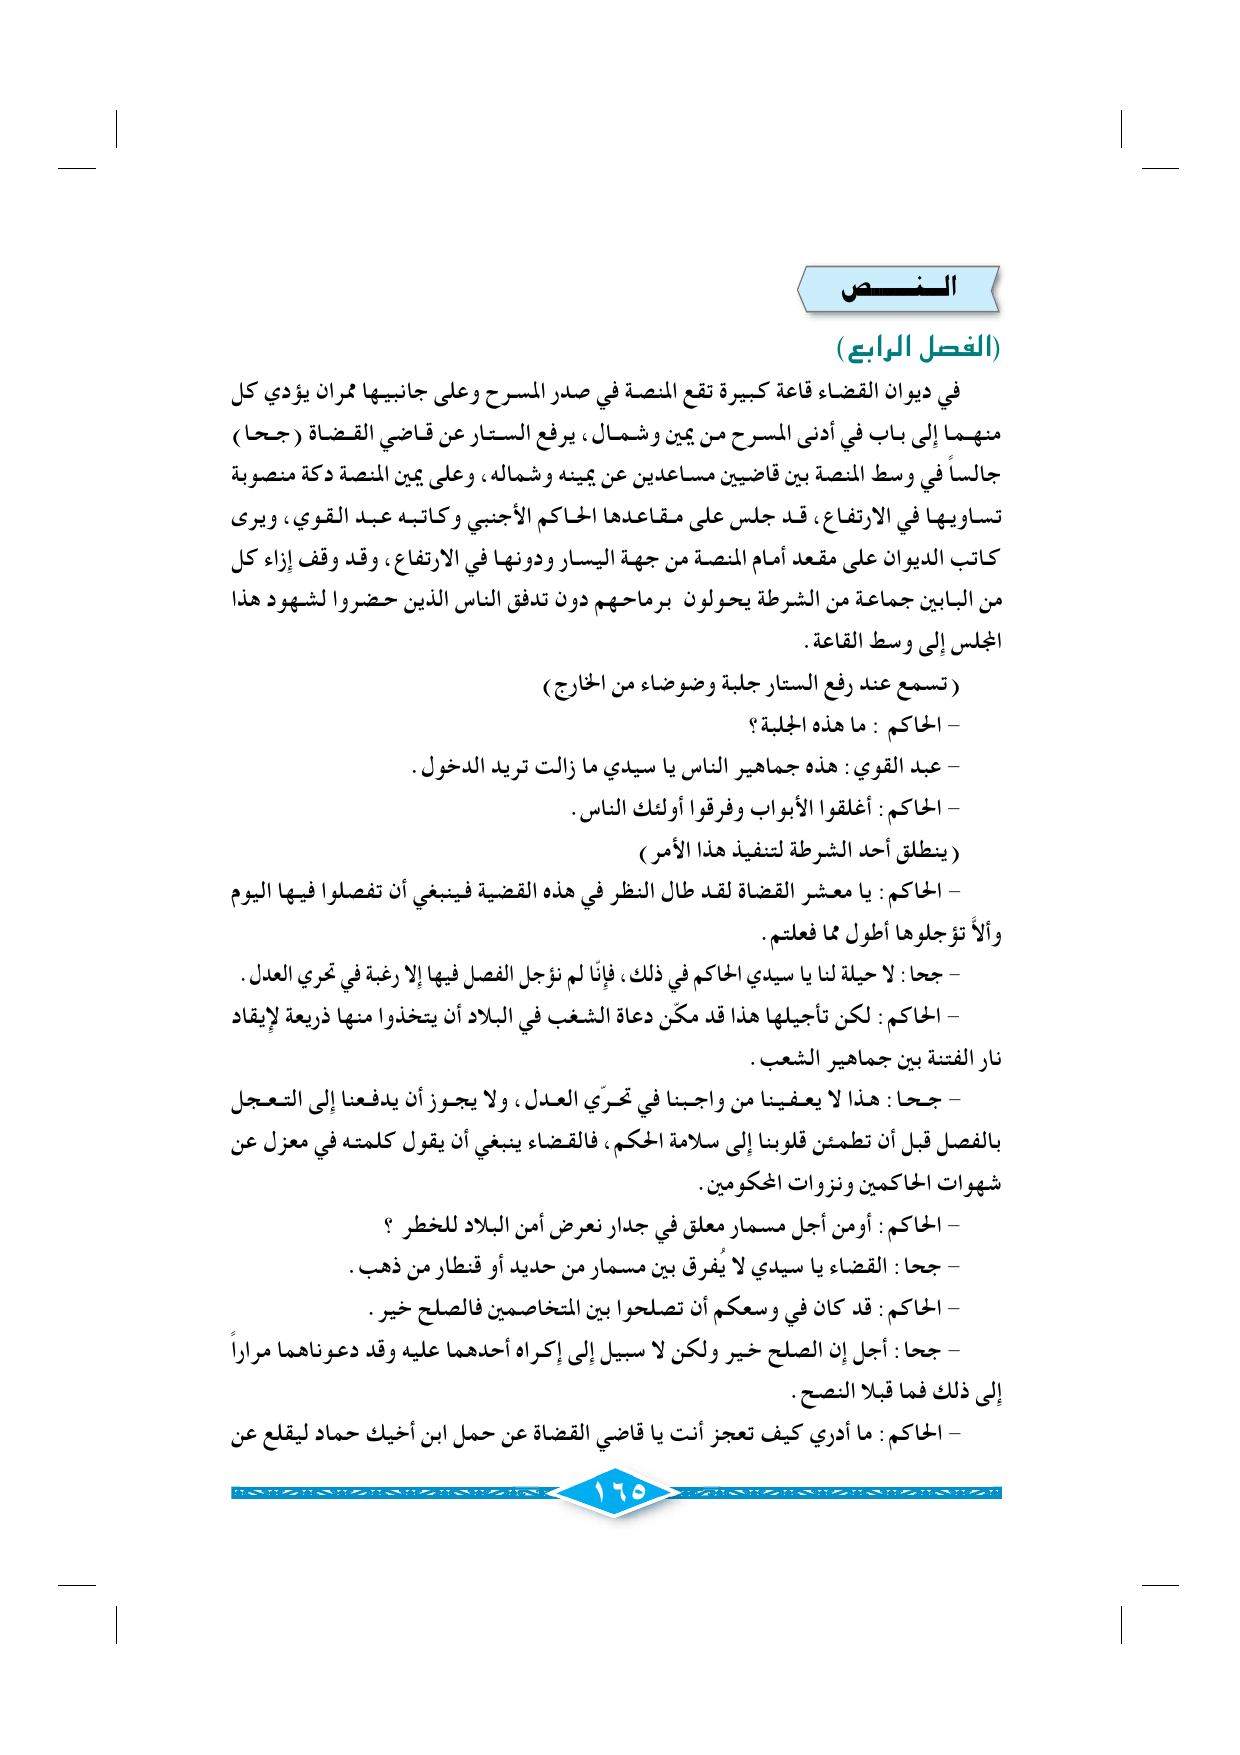 النص
(الفصل الرابع)
في ديوان القضاء قاعة كبيرة تقع المنصة في صدر المسرح وعلى جانبيها ممران يؤدي كل
منهما إلى باب في أدنى المسرح من يمين وشمال، يرفع الستار عن قاضي القضاة (جحا)
جالساً في وسط المنصة بين قاضيين مساعدين عن يمينه وشماله، وعلى يمين المنصة دكة منصوبة
تساويها في الارتفاع، قد جلس على مقاعدها الحاكم الأجنبي وكاتبه عبد القوي، ويرى
كاتب الديوان على مقعد أمام المنصة من جهة اليسار ودونها في الارتفاع، وقد وقف إزاء كل
من البابين جماعة من الشرطة يحولون برماحهم دون تدفق الناس الذين حضروا لشهود هذا
المجلس إلى وسط القاعة.
(تسمع عند رفع الستار جلبة وضوضاء من الخارج)
– الحاكم : ما هذه الجلبة؟
– عبد القوي: هذه جماهير الناس يا سيدي ما زالت تريد الدخول.
– الحاكم: أغلقوا الأبواب وفرقوا أولئك الناس.
(ينطلق أحد الشرطة لتنفيذ هذا الأمر)
– الحاكم: يا معشر القضاة لقد طال النظر في هذه القضية فينبغي أن تفصلوا فيها اليوم
وألاَّ تؤجلوها أطول مما فعلتم.
– جحا: لا حيلة لنا يا سيدي الحاكم في ذلك، فإنّا لم نؤجل الفصل فيها إلا رغبة في تحري العدل.
– الحاكم: لكن تأجيلها هذا قد مكّن دعاة الشغب في البلاد أن يتخذوا منها ذريعة لإيقاد
نار الفتنة بين جماهير الشعب.
– جحا: هذا لا يعفينا من واجبنا في تحرّي العدل، ولا يجوز أن يدفعنا إلى التعجل
بالفصل قبل أن تطمئن قلوبنا إلى سلامة الحكم، فالقضاء ينبغي أن يقول كلمته في معزل عن
شهوات الحاكمين ونزوات المحكومين.
– الحاكم: أومن أجل مسمار معلق في جدار نعرض أمن البلاد للخطر ؟
– جحا: القضاء يا سيدي لا يُفرق بين مسمار من حديد أو قنطار من ذهب.
– الحاكم: قد كان في وسعكم أن تصلحوا بين المتخاصمين فالصلح خير.
– جحا: أجل إن الصلح خير ولكن لا سبيل إلى إكراه أحدهما عليه وقد دعوناهما مراراً
إلى ذلك فما قبلا النصح.
– الحاكم: ما أدري كيف تعجز أنت يا قاضي القضاة عن حمل ابن أخيك حماد ليقلع عن
١٦٥